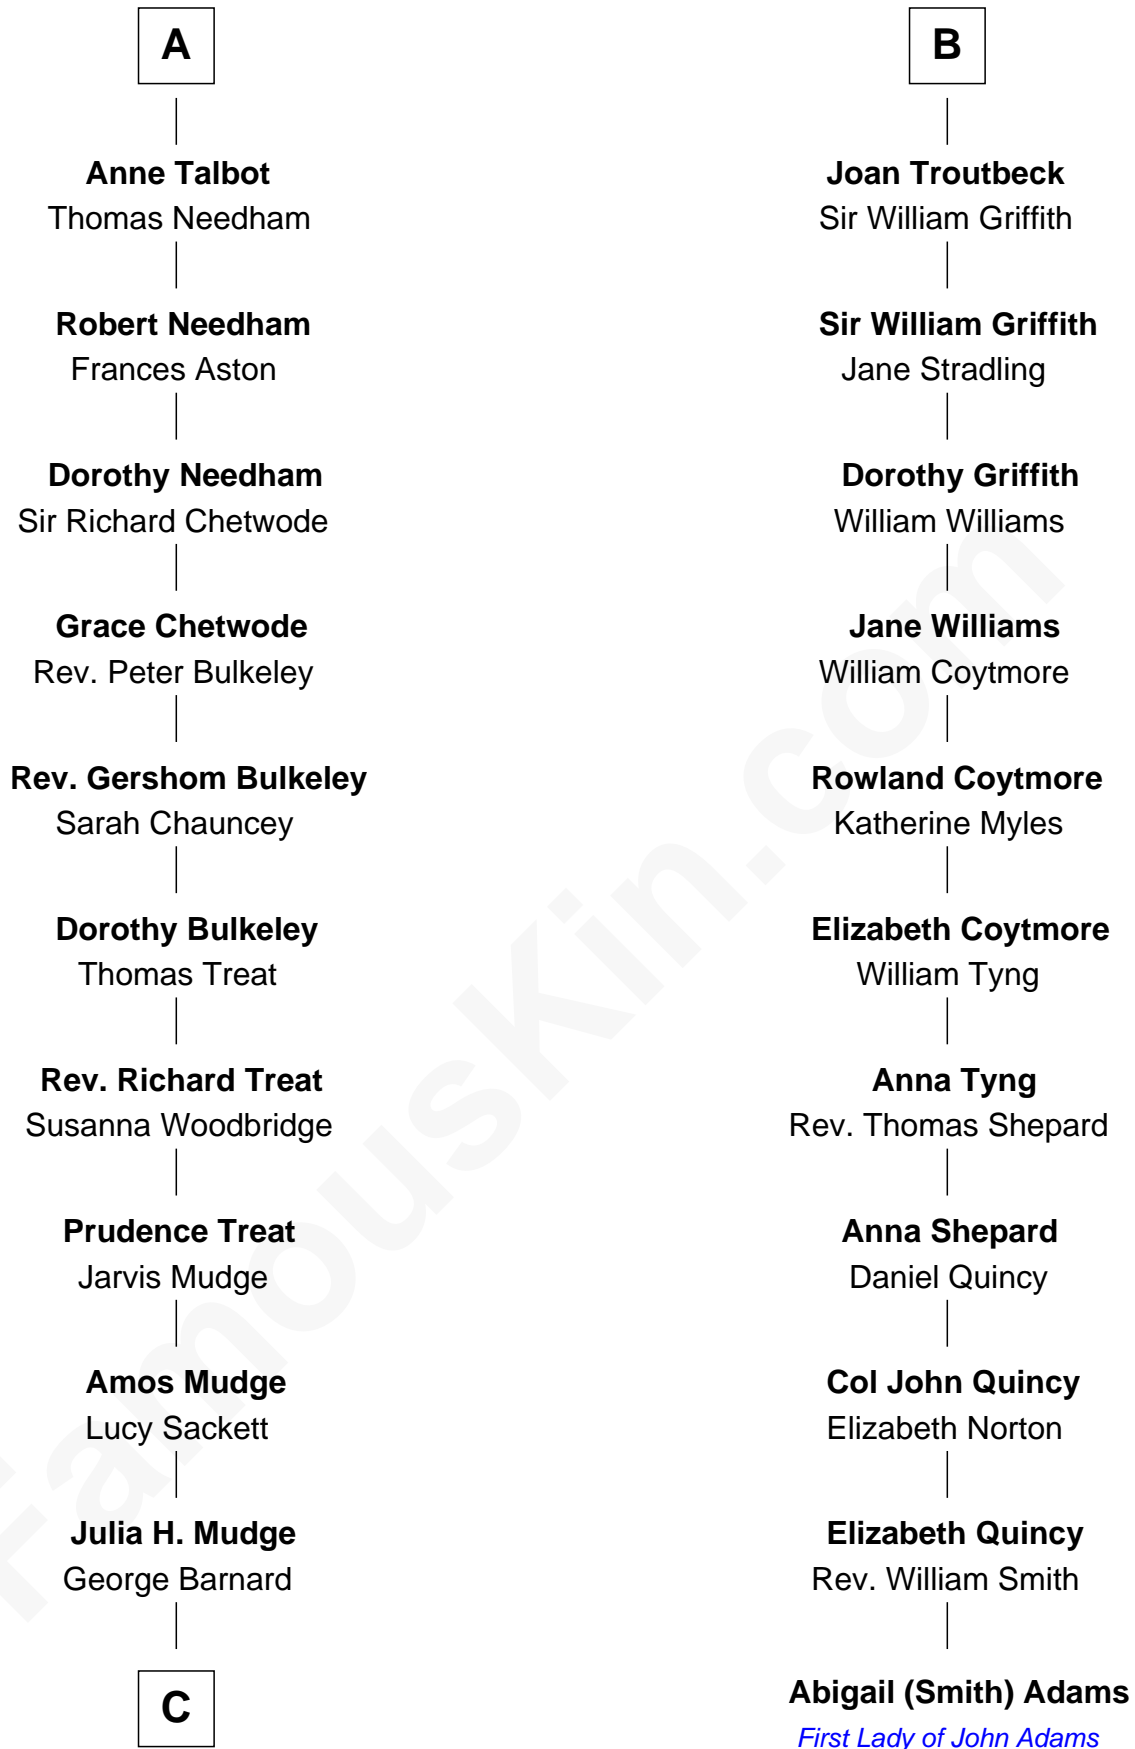 A
Anne Talbot
Thomas Needham
Robert Needham
Frances Aston
Dorothy Needham
Sir Richard Chetwode
Grace Chetwode
Rev. Peter Bulkeley
Rev. Gershom Bulkeley
Sarah Chauncey
Dorothy Bulkeley
Thomas Treat
Rev. Richard Treat
Susanna Woodbridge
Prudence Treat
Jarvis Mudge
Amos Mudge
Lucy Sackett
Julia H. Mudge
George Barnard
C
B
Joan Troutbeck
Sir William Griffith
Sir William Griffith
Jane Stradling
Dorothy Griffith
William Williams
Jane Williams
William Coytmore
Rowland Coytmore
Katherine Myles
Elizabeth Coytmore
William Tyng
Anna Tyng
Rev. Thomas Shepard
Anna Shepard
Daniel Quincy
Col John Quincy
Elizabeth Norton
Elizabeth Quincy
Rev. William Smith
Abigail (Smith) Adams
First Lady of John Adams
FamousKin.com